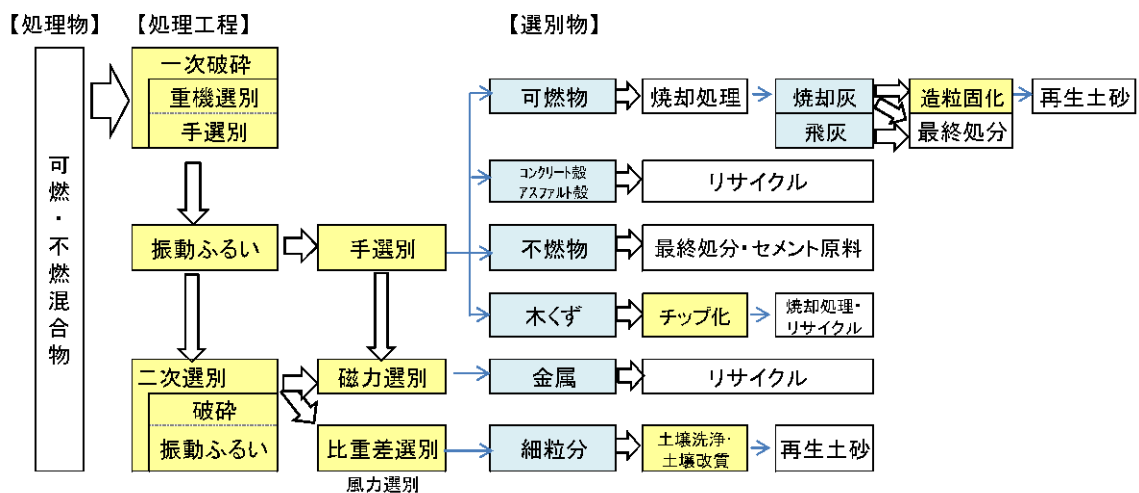 【処理物】
【処理工程】
【選別物】
可燃・不燃混合物
一次破砕
重機選別
手選別
可燃物
焼却処理
焼却灰
造粒固化
再生土砂
飛灰
最終処分
コンクリート殻
アスファルト殻
リサイクル
振動ふるい
手選別
不燃物
最終処分・セメント原料
木くず
チップ化
焼却処理・
リサイクル
二次選別
破砕
振動ふるい
磁力選別
金属
リサイクル
比重差選別
風力選別
細粒分
土壌洗浄・
土壌改質
再生土砂